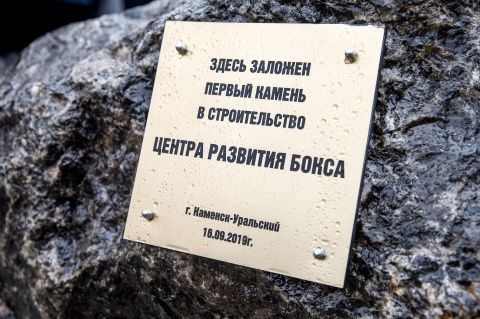 ЗДЕСЬ ЗАЛОЖЕН
ПЕРВЫЙ КАМЕНЬ
В СТРОИТЕЛЬСТВО
ЦЕНТРА РАЗВИТИЯ БОКСА
г. Каменск-Уральский
16.09.2019г.